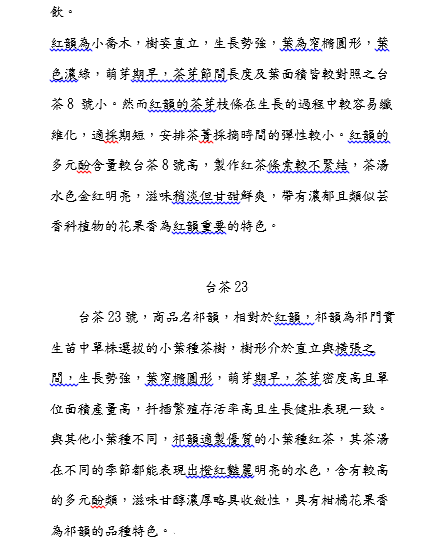 飲。
紅韻為小喬木，樹姿直立，生長勢強，葉為窄橢圓形，葉
色濃綠，萌芽期早，茶芽節間長度及葉面積皆較對照之台
茶 8 號小。然而紅韻的茶芽枝條在生長的過程中較容易纖
維化，適採期短，安排茶菁採摘時間的彈性較小。紅韻的
多元酚含量較台茶 8 號高，製作紅茶條索較不緊結，茶湯
水色金紅明亮，滋味稍淡但甘甜鮮爽，帶有濃郁且類似芸
香科植物的花果香為紅韻重要的特色。
台茶 23
台茶 23 號，商品名祁韻，相對於紅韻，祁韻為祁門實
生苗中單株選拔的小葉種茶樹，樹形介於直立與橫張之
間，生長勢強，葉窄橢圓形，萌芽期早，茶芽密度高且單
位面積產量高，扦插繁殖存活率高且生長健壯表現一致。
與其他小葉種不同，祁韻適製優質的小葉種紅茶，其茶湯
在不同的季節都能表現出橙紅豔麗明亮的水色，含有較高
的多元酚類，滋味甘醇濃厚略具收斂性，具有柑橘花果香
為祁韻的品種特色。